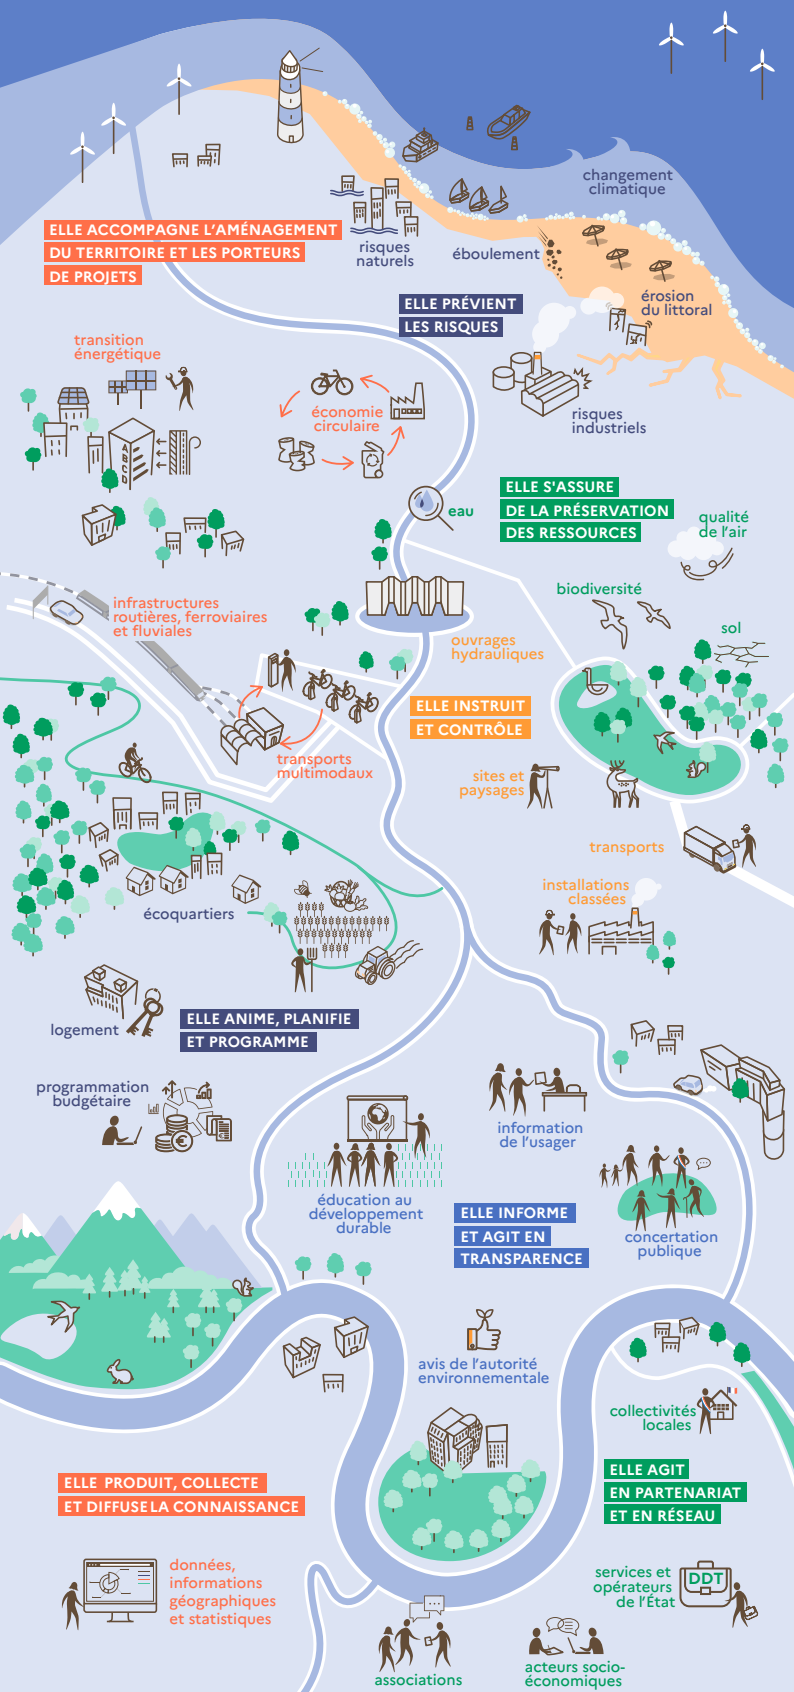 changement
climatique
ELLE ACCOMPAGNE L'AMÉNAGEMENT
DU TERRITOIRE ET LES PORTEURS
DE PROJETS
risques
naturels
éboulement
ELLE PRÉVIENT
LES RISQUES
érosion
du littoral
transition
énergétique
économie
circulaire
risques
industriels
A
B
C
D
eau
ELLE S'ASSURE
DE LA PRÉSERVATION
DES RESSOURCES
qualité
de l'air
biodiversité
infrastructures
routières, ferroviaires
et fluviales
sol
ouvrages
hydrauliques
ELLE INSTRUIT
ET CONTRÔLE
transports
multimodaux
sites et
paysages
transports
installations
classées
écoquartiers
logement
ELLE ANIME, PLANIFIE
ET PROGRAMME
programmation
budgétaire
€
information
de l'usager
éducation au
développement
durable
ELLE INFORME
ET AGIT EN
TRANSPARENCE
concertation
publique
avis de l'autorité
environnementale
collectivités
locales
ELLE PRODUIT, COLLECTE
ET DIFFUSE LA CONNAISSANCE
ELLE AGIT
EN PARTENARIAT
ET EN RÉSEAU
données,
informations
géographiques
et statistiques
services et
opérateurs
de l'État
DDT
associations
acteurs socio-
économiques